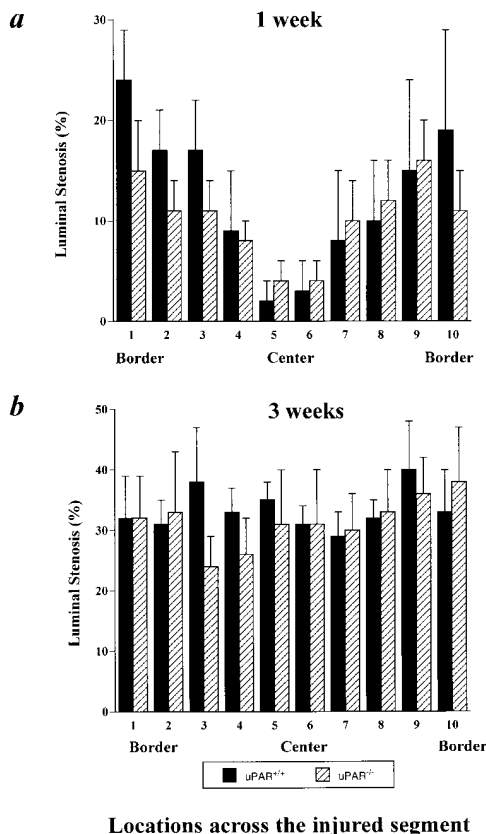 a
1 week
30
20
10
0
Luminal Stenosis (%)
1 2 3 4 5 6 7 8 9 10
Border Center Border
b
3 weeks
50
40
30
20
10
0
Luminal Stenosis (%)
1 2 3 4 5 6 7 8 9 10
Border Center Border
uPAR+/+ uPAR-/-
Locations across the injured segment